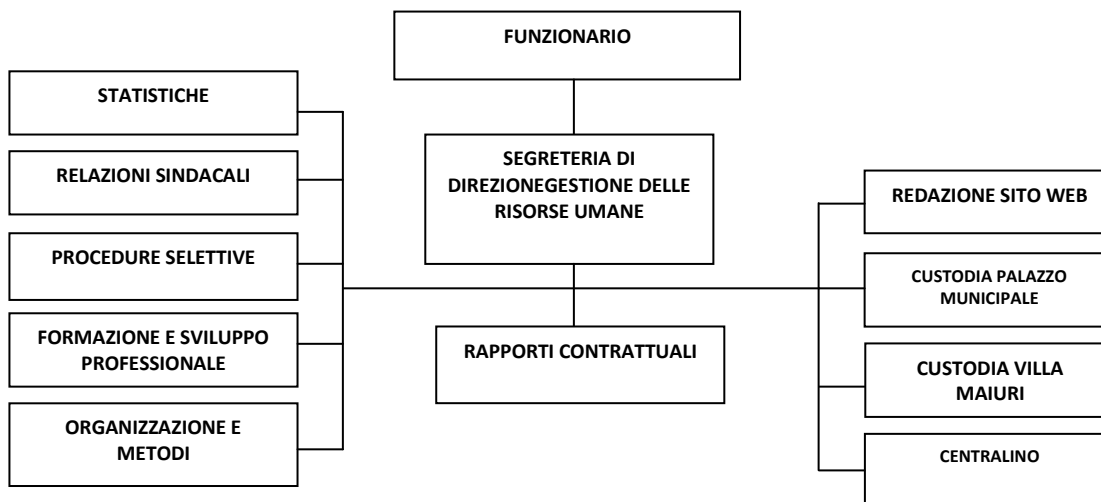 FUNZIONARIO
STATISTICHE
RELAZIONI SINDACALI
PROCEDURE SELETTIVE
FORMAZIONE E SVILUPPO
PROFESSIONALE
ORGANIZZAZIONE E
METODI
SEGRETERIA DI
DIREZIONEGESTIONE DELLE
RISORSE UMANE
RAPPORTI CONTRATTUALI
REDAZIONE SITO WEB
CUSTODIA PALAZZO
MUNICIPALE
CUSTODIA VILLA
MAIURI
CENTRALINO